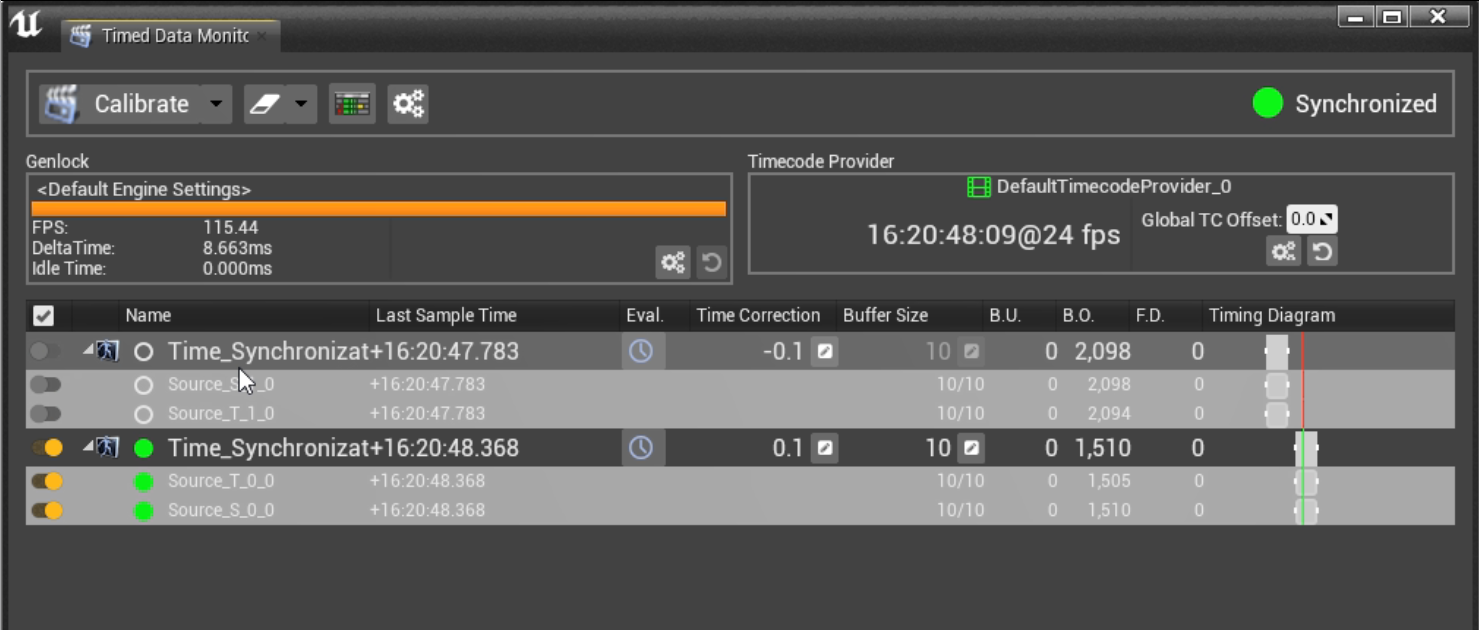 Timed Data Monitc
Calibrate
Synchronized
Genlock
Timecode Provider
<Default Engine Settings>
DefaultTimecodeProvider_0
FPS: 115.44
DeltaTime: 8.663ms
Idle Time: 0.000ms
16:20:48:09@24 fps
Global TC Offset: 0.0
Name Last Sample Time Eval. Time Correction Buffer Size B.U. B.O. F.D. Timing Diagram
Time_Synchronizat +16:20:47.783 -0.1 10 0 2,098 0
+16:20:47.783 10/10 0 2,098 0
Source_T_1_0 +16:20:47.783 10/10 0 2,094 0
Time_Synchronizat +16:20:48.368 0.1 10 0 1,510 0
Source_T_0_0 +16:20:48.368 10/10 0 1,505 0
Source_S_0_0 +16:20:48.368 10/10 0 1,510 0